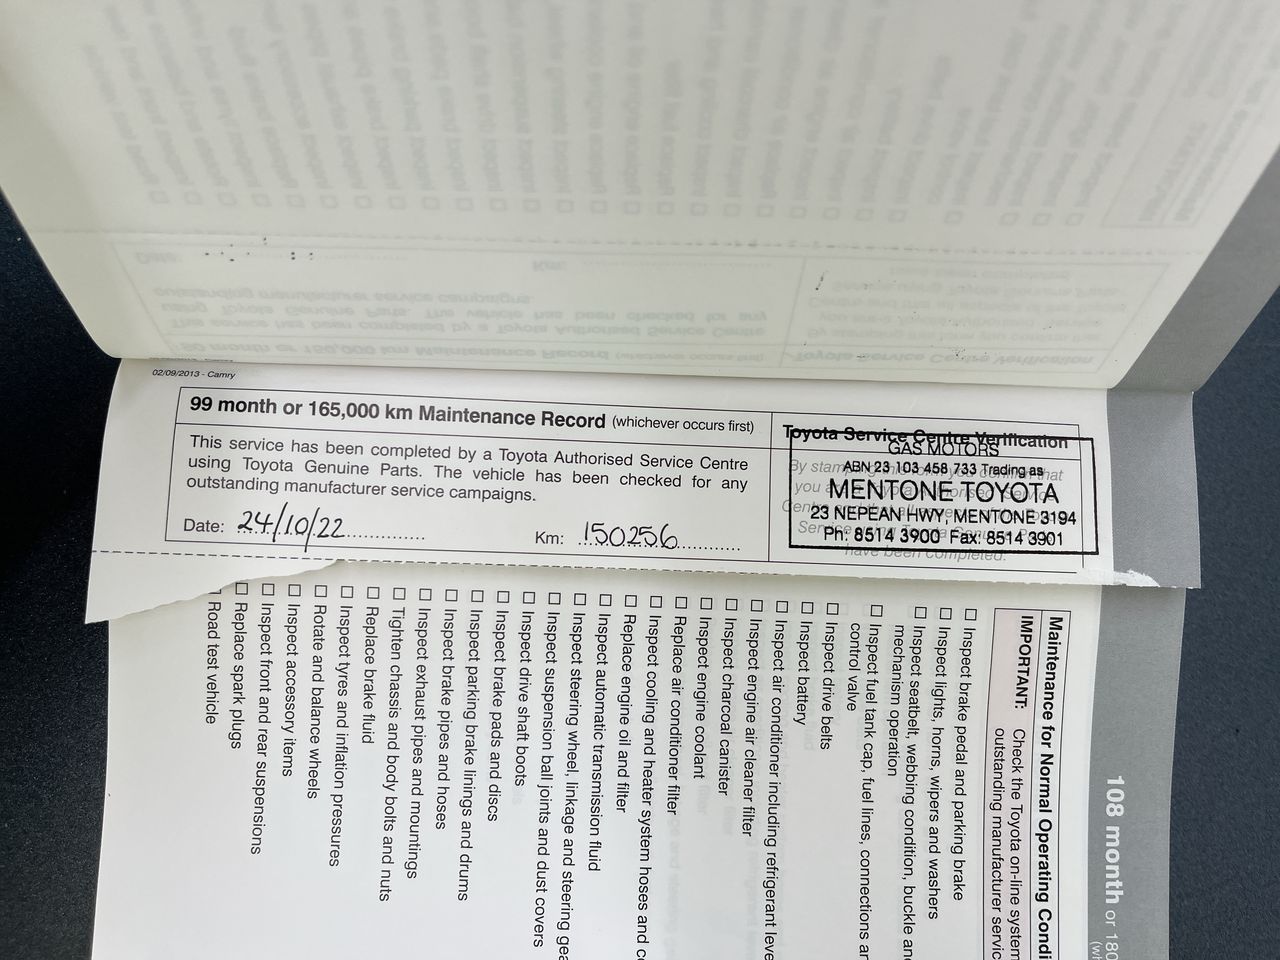 02/09/2013 - Camry
99 month or 165,000 km Maintenance Record (whichever occurs first)
This service has been completed by a Toyota Authorised Service Centre
using Toyota Genuine Parts. The vehicle has been checked for any
outstanding manufacturer service campaigns.
Date: 24/10/22
Km: 150256
Toyota Service Centre Verification
GAS MOTORS
ABN 23 103 458 733 Trading as
MENTONE TOYOTA
23 NEPEAN HWY, MENTONE 3194
Ph: 8514 3900 Fax: 8514 3901
have been completed.
108 month or 180
Maintenance for Normal Operating Condi
IMPORTANT: Check the Toyota on-line system
outstanding manufacturer servic
☐ Inspect brake pedal and parking brake
☐ Inspect lights, horns, wipers and washers
☐ Inspect seatbelt, webbing condition, buckle and
mechanism operation
☐ Inspect fuel tank cap, fuel lines, connections ar
control valve
☐ Inspect drive belts
☐ Inspect battery
☐ Inspect air conditioner including refrigerant leve
☐ Inspect engine air cleaner filter
☐ Inspect charcoal canister
☐ Inspect engine coolant
☐ Replace air conditioner filter
☐ Inspect cooling and heater system hoses and c
☐ Replace engine oil and filter
☐ Inspect automatic transmission fluid
☐ Inspect steering wheel, linkage and steering gea
☐ Inspect suspension ball joints and dust covers
☐ Inspect drive shaft boots
☐ Inspect brake pads and discs
☐ Inspect parking brake linings and drums
☐ Inspect brake pipes and hoses
☐ Inspect exhaust pipes and mountings
☐ Tighten chassis and body bolts and nuts
☐ Replace brake fluid
☐ Inspect tyres and inflation pressures
☐ Rotate and balance wheels
☐ Inspect accessory items
☐ Inspect front and rear suspensions
☐ Replace spark plugs
☐ Road test vehicle